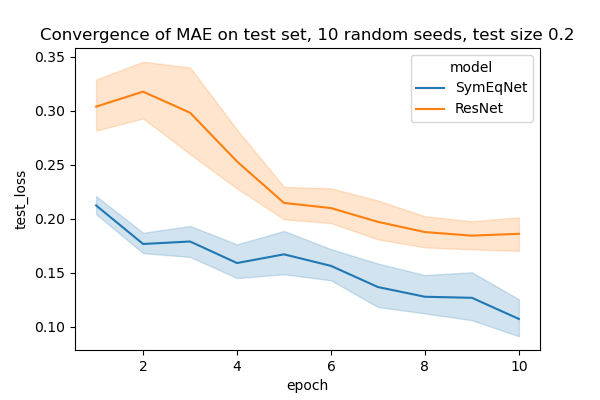 Convergence of MAE on test set, 10 random seeds, test size 0.2
model
SymEqNet
ResNet
test_loss
0.35
0.30
0.25
0.20
0.15
0.10
2 4 6 8 10
epoch